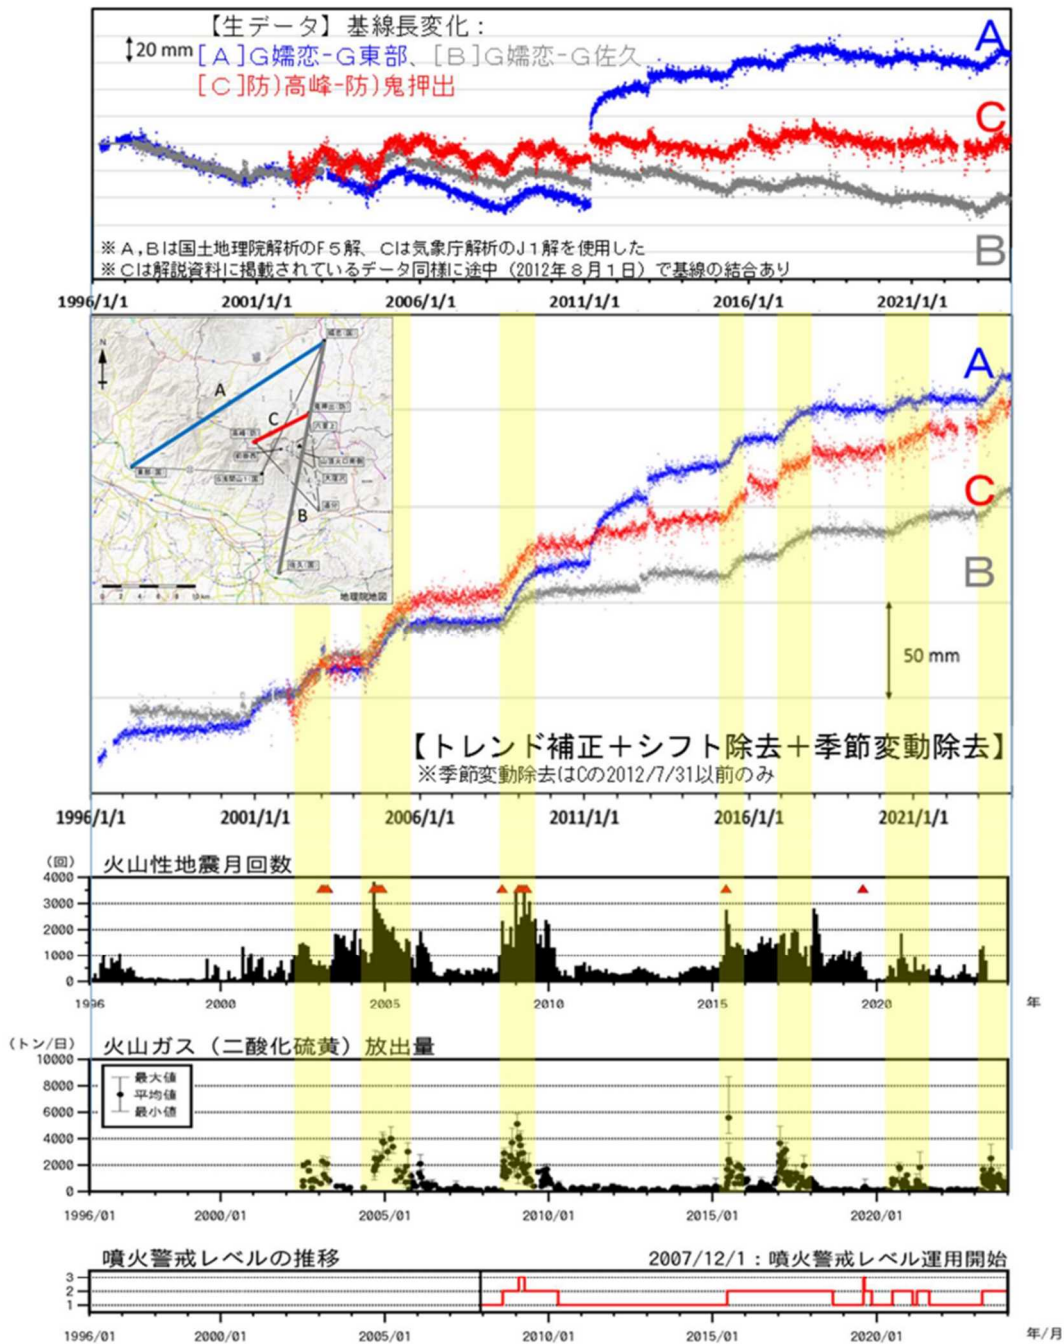 【生データ】基線長変化：
20 mm
[A]G嬬恋-G東部、[B]G嬬恋-G佐久
[C]防)高峰-防)鬼押出
A
C
B
※A,Bは国土地理院解析のF5解、Cは気象庁解析のJ1解を使用した
※Cは解説資料に掲載されているデータ同様に途中（2012年8月1日）で基線の結合あり
1996/1/1 2001/1/1 2006/1/1 2011/1/1 2016/1/1 2021/1/1
N
A
C
B
地理院地図
A
C
B
50 mm
【トレンド補正＋シフト除去＋季節変動除去】
※季節変動除去はCの2012/7/31以前のみ
1996/1/1 2001/1/1 2006/1/1 2011/1/1 2016/1/1 2021/1/1
(回) 火山性地震月回数
4000
3000
2000
1000
0
1996 2000 2005 2010 2015 2020 年
(トン/日) 火山ガス（二酸化硫黄）放出量
10000
8000
6000
4000
2000
0
最大値
平均値
最小値
1996/01 2000/01 2005/01 2010/01 2015/01 2020/01
噴火警戒レベルの推移 2007/12/1：噴火警戒レベル運用開始
3
2
1
1996/01 2000/01 2005/01 2010/01 2015/01 2020/01 年/月